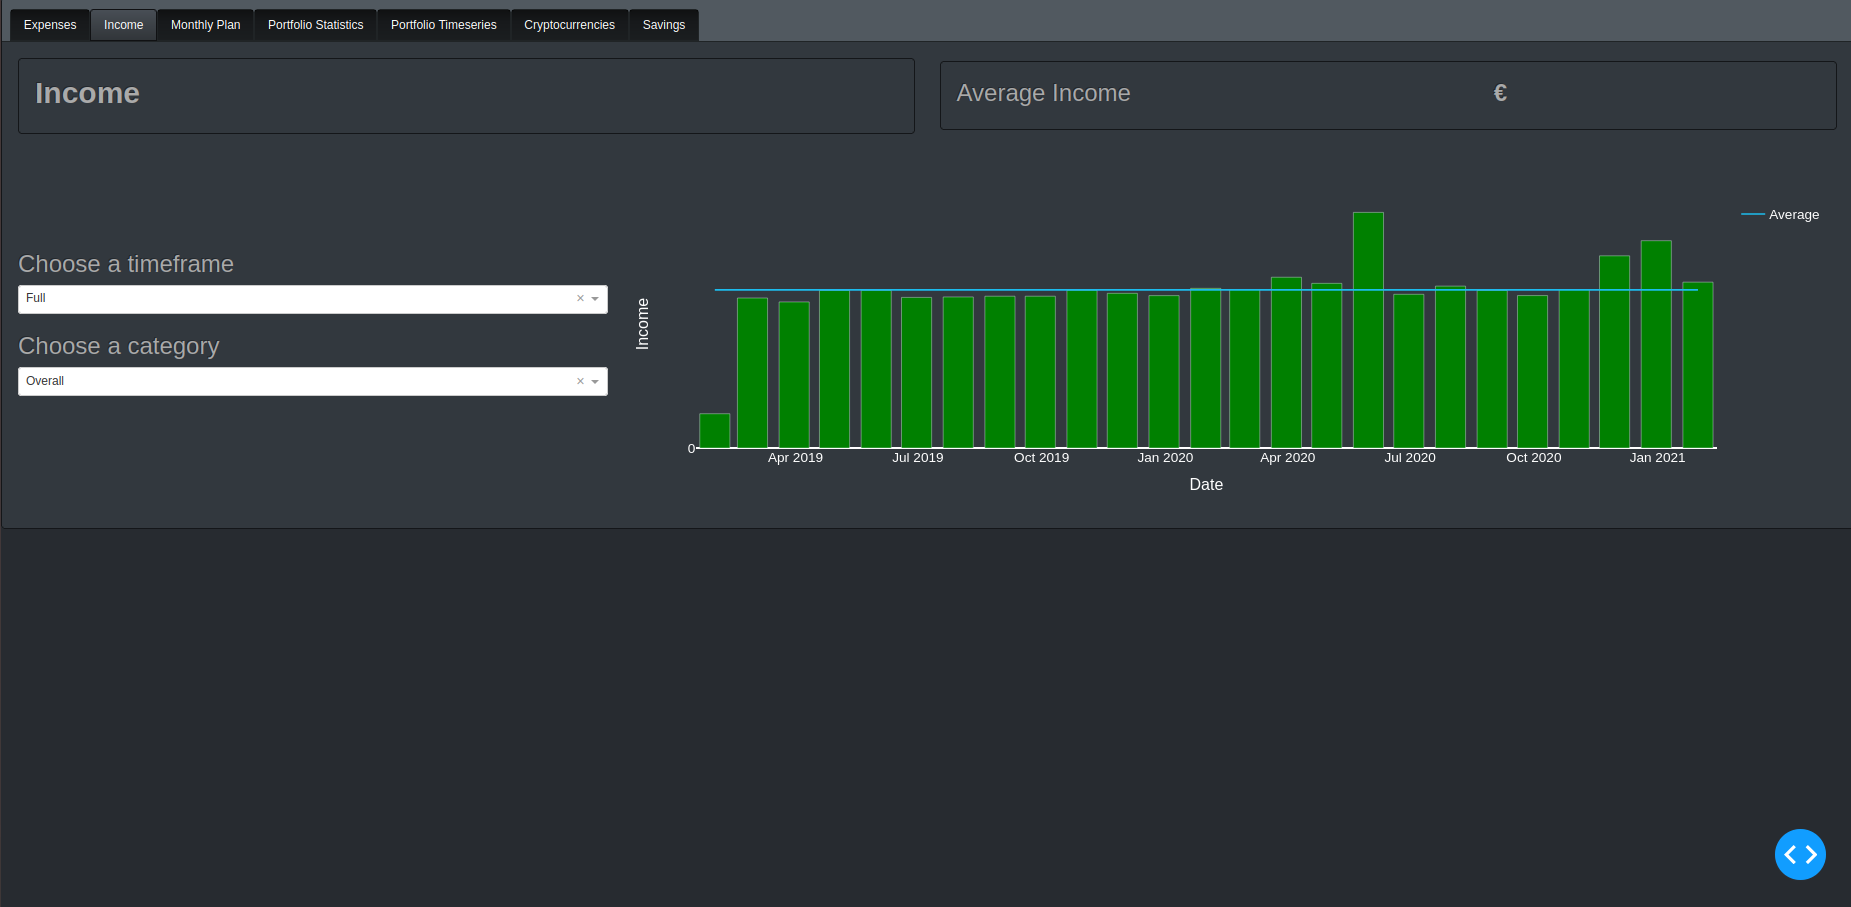 Expenses Income Monthly Plan Portfolio Statistics Portfolio Timeseries Cryptocurrencies Savings
Income
Average Income €
Choose a timeframe
Full × 
Choose a category
Overall ×
Average
Income
0
Apr 2019 Jul 2019 Oct 2019 Jan 2020 Apr 2020 Jul 2020 Oct 2020 Jan 2021
Date